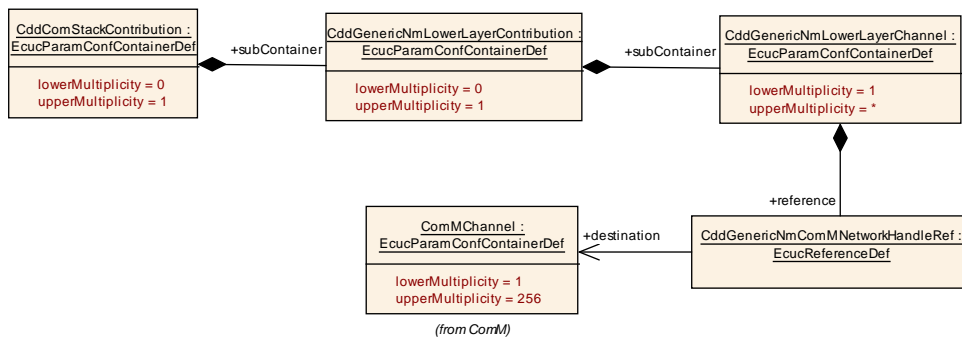 CddComStackContribution :
EcucParamConfContainerDef
lowerMultiplicity = 0
upperMultiplicity = 1
+subContainer
CddGenericNmLowerLayerContribution :
EcucParamConfContainerDef
lowerMultiplicity = 0
upperMultiplicity = 1
+subContainer
CddGenericNmLowerLayerChannel :
EcucParamConfContainerDef
lowerMultiplicity = 1
upperMultiplicity = *
+reference
CddGenericNmComMNetworkHandleRef :
EcucReferenceDef
+destination
ComMChannel :
EcucParamConfContainerDef
lowerMultiplicity = 1
upperMultiplicity = 256
(from ComM)